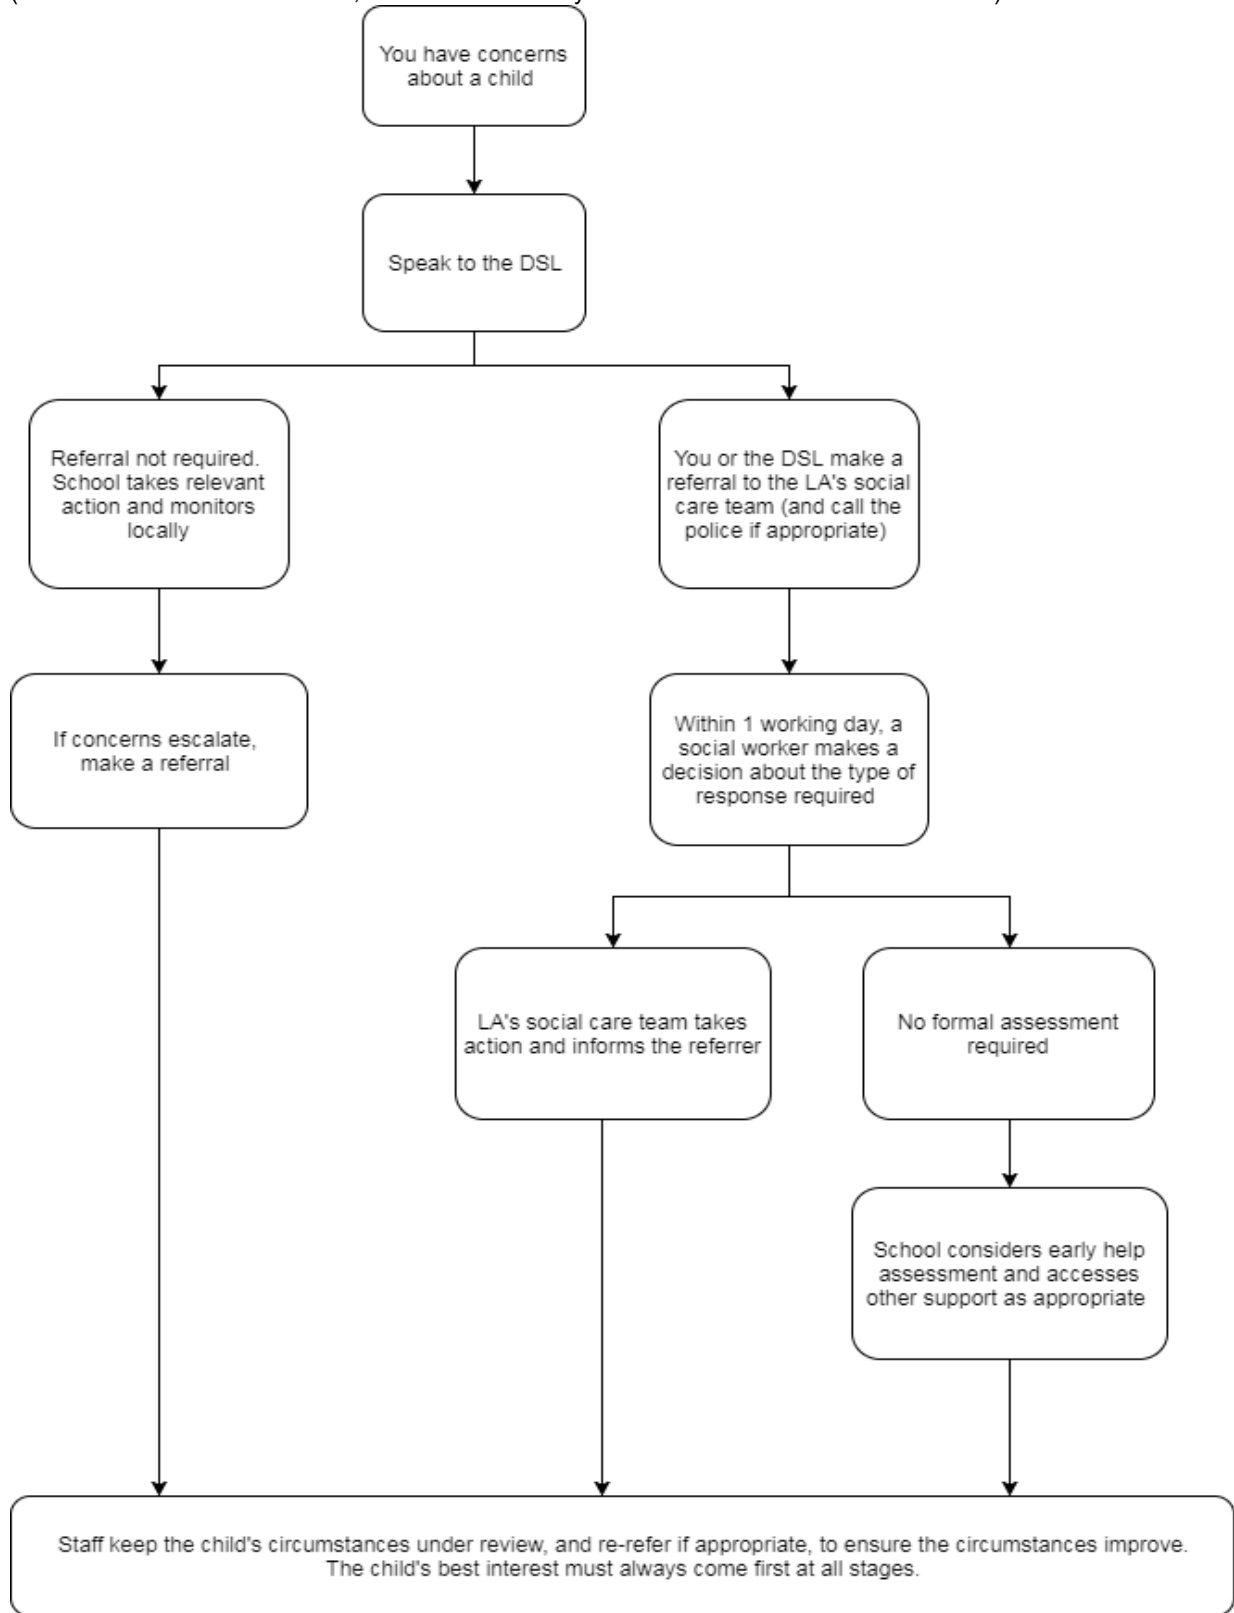 You have concerns
about a child
Speak to the DSL
Referral not required.
School takes relevant
action and monitors
locally
You or the DSL make a
referral to the LA's social
care team (and call the
police if appropriate)
If concerns escalate,
make a referral
Within 1 working day, a
social worker makes a
decision about the type of
response required
LA's social care team takes
action and informs the referrer
No formal assessment
required
School considers early help
assessment and accesses
other support as appropriate
Staff keep the child's circumstances under review, and re-refer if appropriate, to ensure the circumstances improve.
The child's best interest must always come first at all stages.